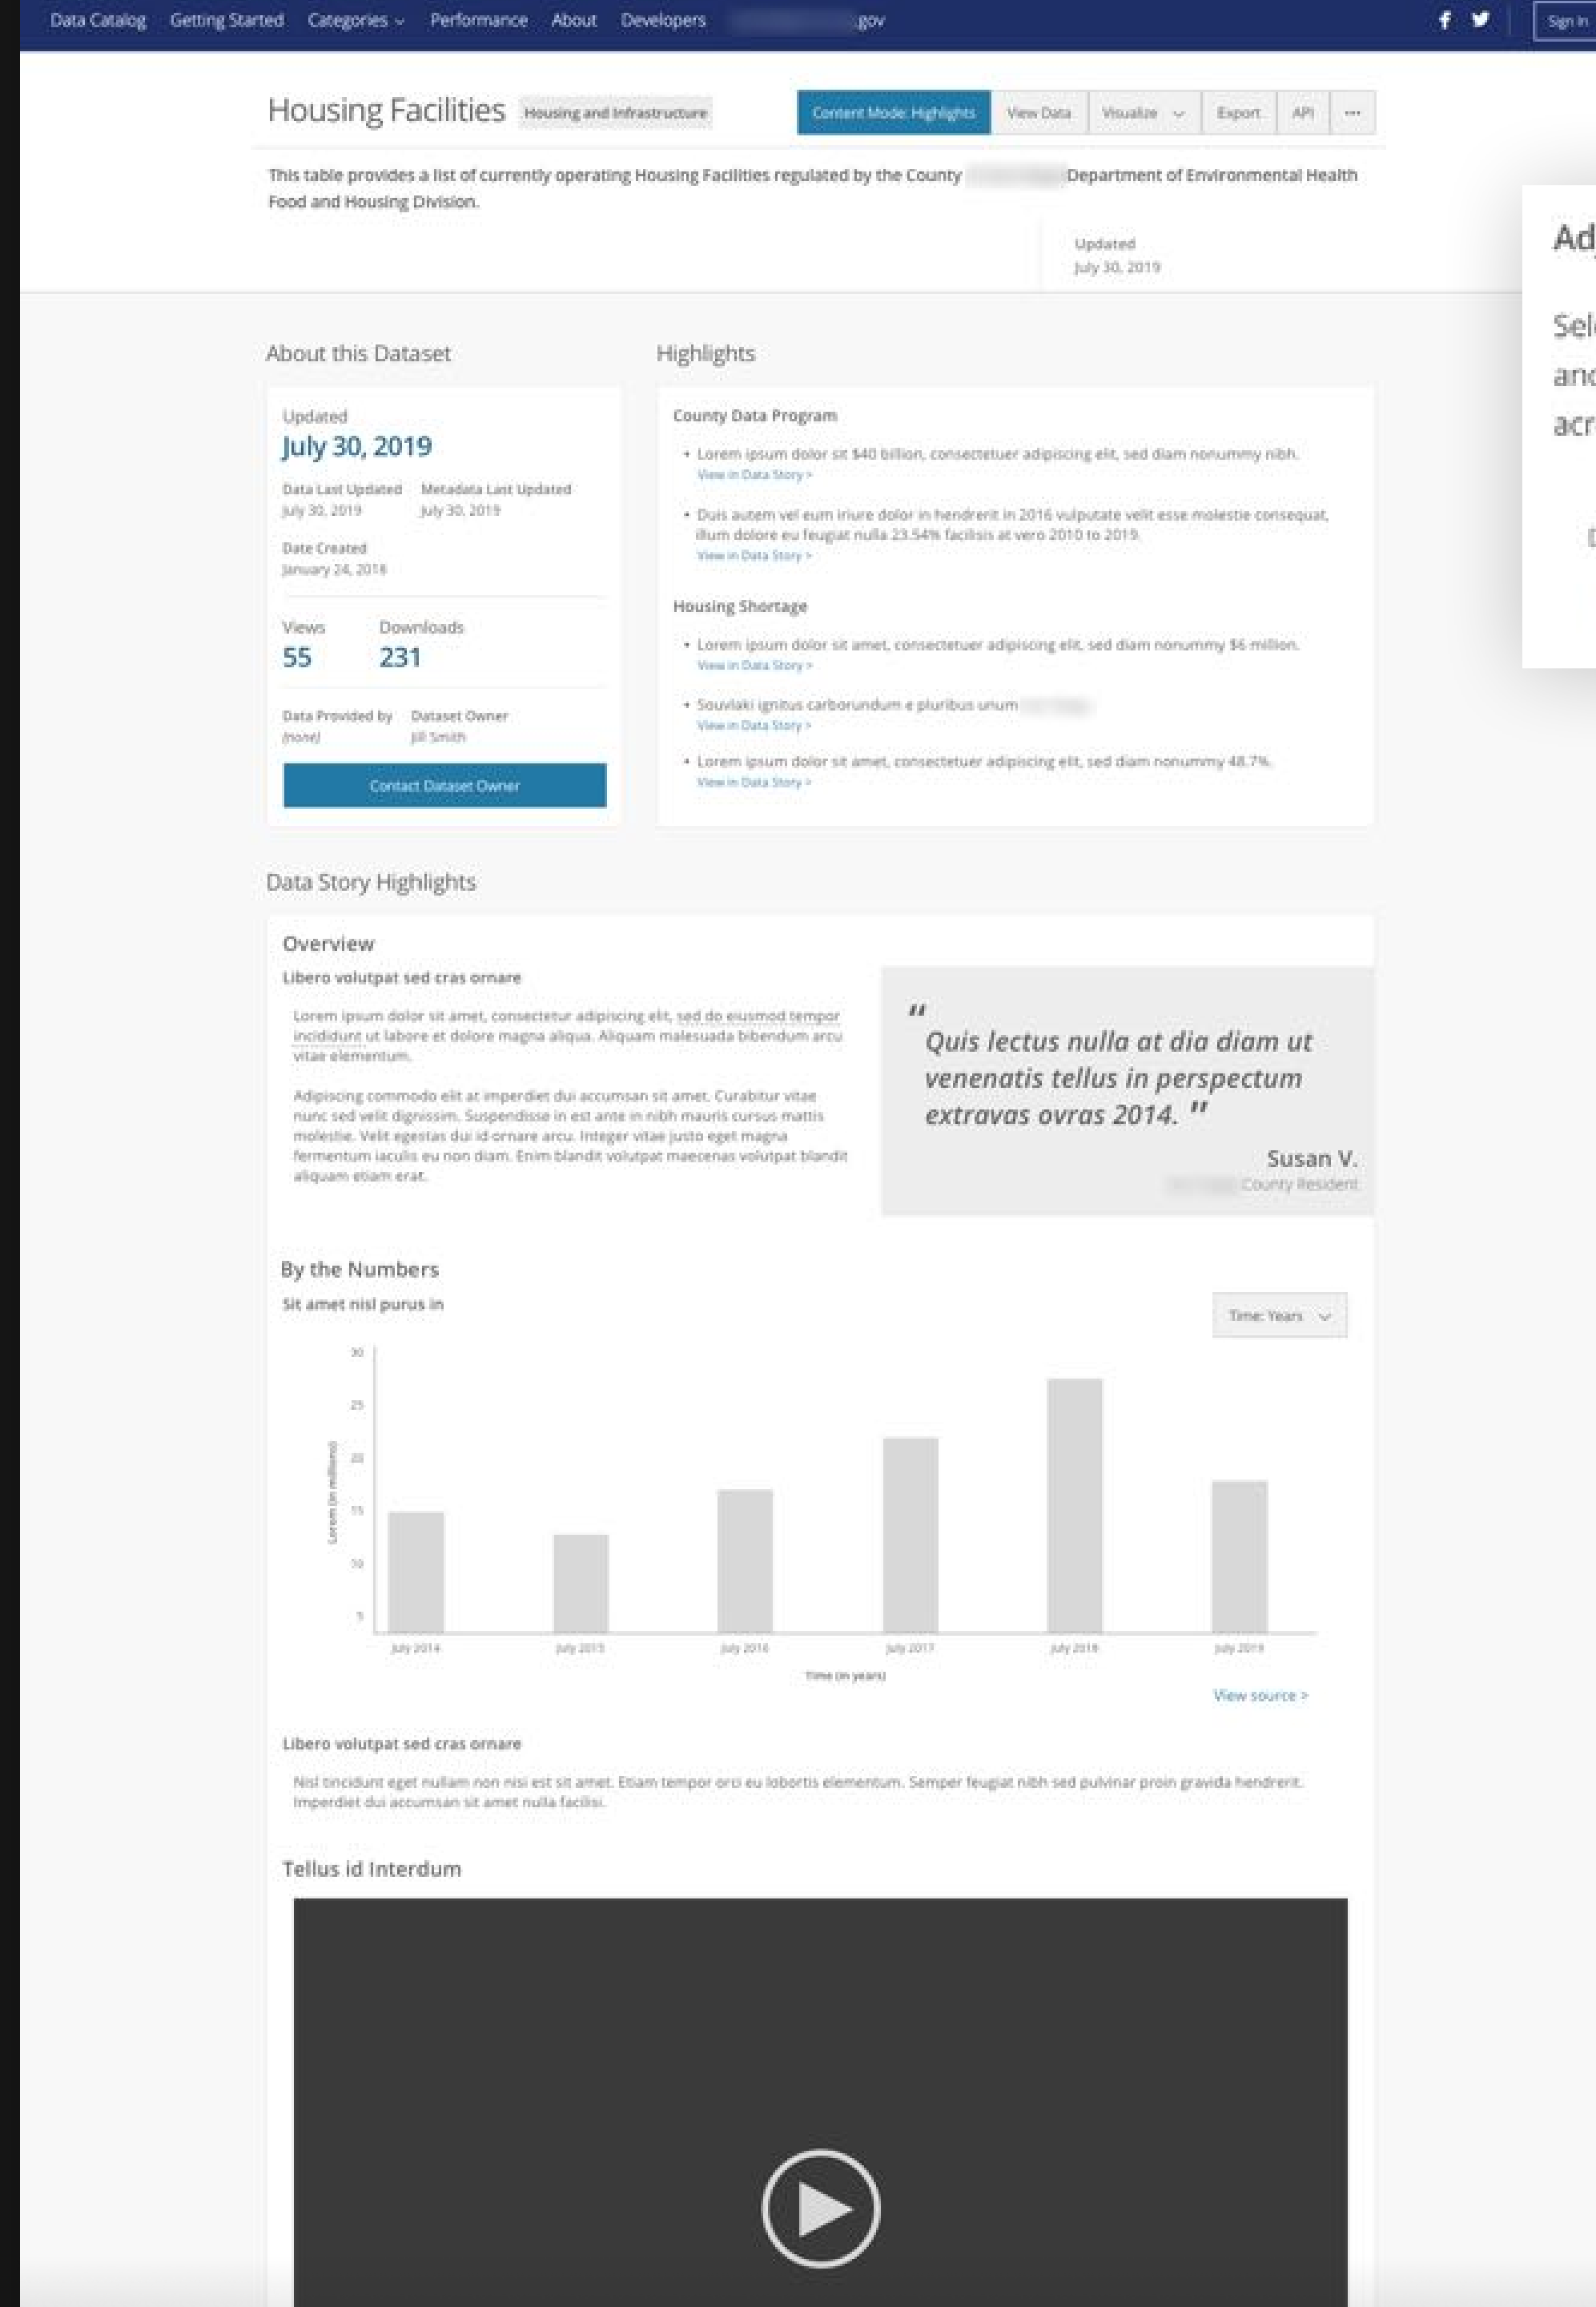 Data Catalog Getting Started Categories Performance About Developers .gov Sign In
Housing Facilities Housing and Infrastructure Content Mode: Highlights View Data Visualize Export API ...
This table provides a list of currently operating Housing Facilities regulated by the County Department of Environmental Health
Food and Housing Division.
Updated
July 30, 2019
Ad
Sel
and
acr
About this Dataset
Updated
July 30, 2019
Data Last Updated Metadata Last Updated
July 30, 2019 July 30, 2019
Date Created
January 24, 2018
Views Downloads
55 231
Data Provided by Dataset Owner
(none) Jill Smith
Contact Dataset Owner
Highlights
County Data Program
• Lorem ipsum dolor sit $40 billion, consectetuer adipiscing elit, sed diam nonummy nibh.
View in Data Story >
• Duis autem vel eum iriure dolor in hendrerit in 2016 vulputate velit esse molestie consequat,
illum dolore eu feugiat nulla 23.54% facilisis at vero 2010 to 2019.
View in Data Story >
Housing Shortage
• Lorem ipsum dolor sit amet, consectetuer adipiscing elit, sed diam nonummy $6 million.
View in Data Story >
• Souvlaki ignitus carborundum e pluribus unum
View in Data Story >
• Lorem ipsum dolor sit amet, consectetuer adipiscing elit, sed diam nonummy 48.7%.
View in Data Story >
Data Story Highlights
Overview
Libero volutpat sed cras ornare
Lorem ipsum dolor sit amet, consectetur adipiscing elit, sed do eiusmod tempor
incididunt ut labore et dolore magna aliqua. Aliquam malesuada bibendum arcu
vitae elementum.
Adipiscing commodo elit at imperdiet dui accumsan sit amet. Curabitur vitae
nunc sed velit dignissim. Suspendisse in est ante in nibh mauris cursus mattis
molestie. Velit egestas dui id ornare arcu. Integer vitae justo eget magna
fermentum iaculis eu non diam. Enim blandit volutpat maecenas volutpat blandit
aliquam etiam erat.
"
Quis lectus nulla at dia diam ut
venenatis tellus in perspectum
extravas ovras 2014. "
Susan V.
County Resident
By the Numbers
Sit amet nisl purus in
Time: Years
30
25
20
15
10
5
Lorem (in millions)
July 2014 July 2015 July 2016 July 2017 July 2018 July 2019
Time (in years)
View source >
Libero volutpat sed cras ornare
Nisl tincidunt eget nullam non nisi est sit amet. Etiam tempor orci eu lobortis elementum. Semper feugiat nibh sed pulvinar proin gravida hendrerit.
Imperdiet dui accumsan sit amet nulla facilisi.
Tellus id Interdum